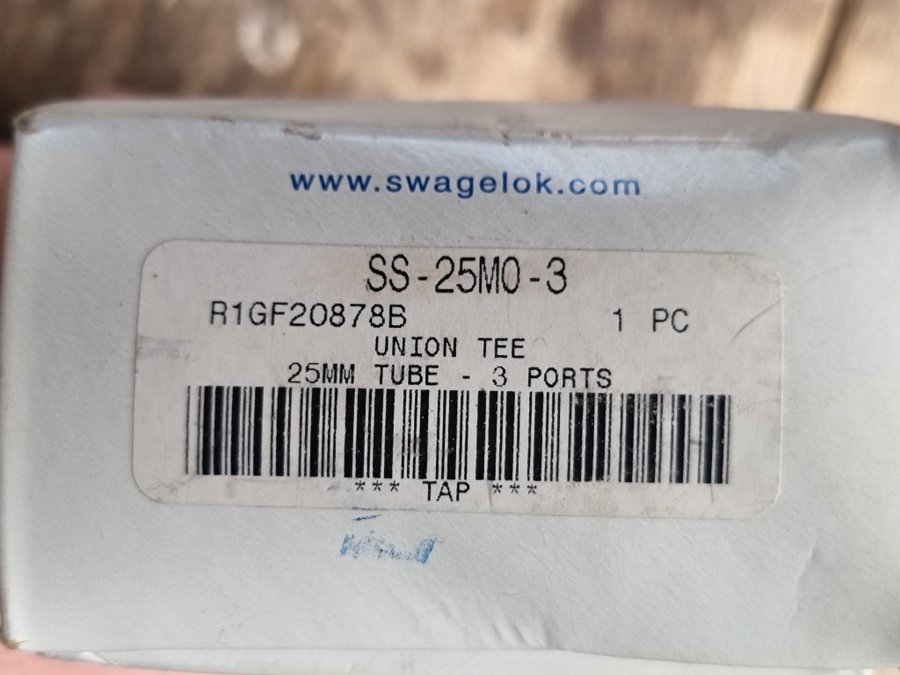 www.swagelok.com
SS-25M0-3
R1GF20878B 1 PC
UNION TEE
25MM TUBE - 3 PORTS
*** TAP ***